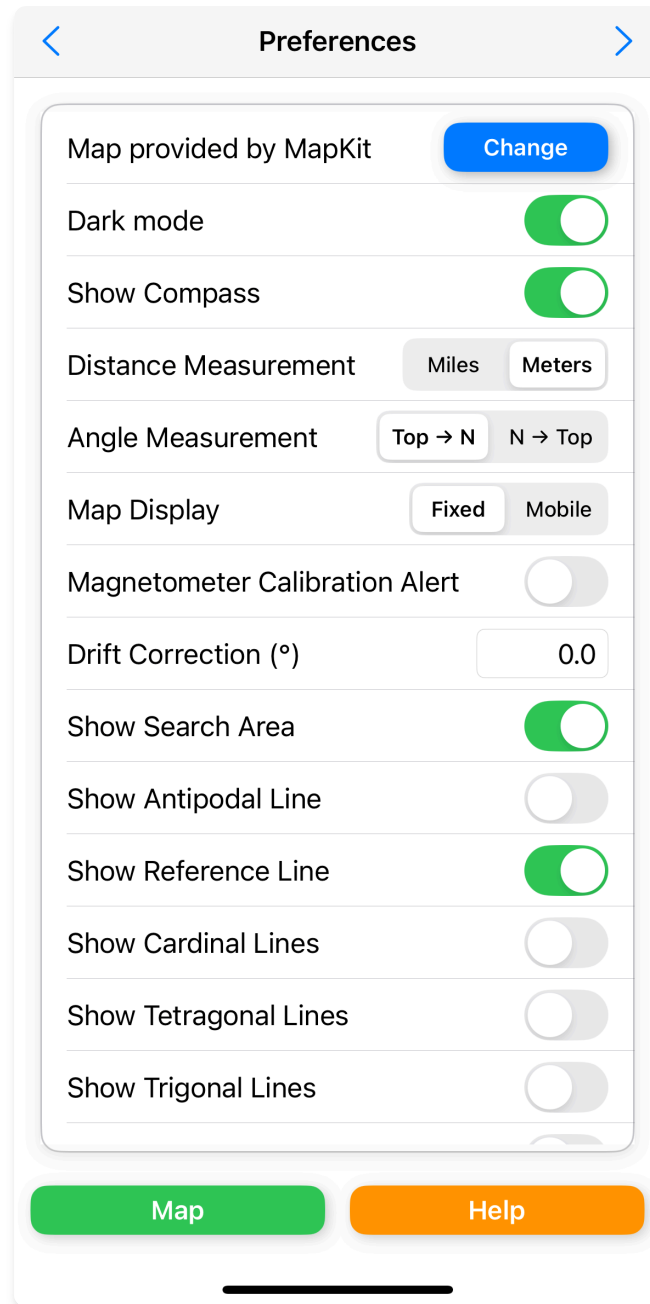 Preferences
Map provided by MapKit Change
Dark mode
Show Compass
Distance Measurement Miles Meters
Angle Measurement Top → N N → Top
Map Display Fixed Mobile
Magnetometer Calibration Alert
Drift Correction (°) 0.0
Show Search Area
Show Antipodal Line
Show Reference Line
Show Cardinal Lines
Show Tetragonal Lines
Show Trigonal Lines
Map Help